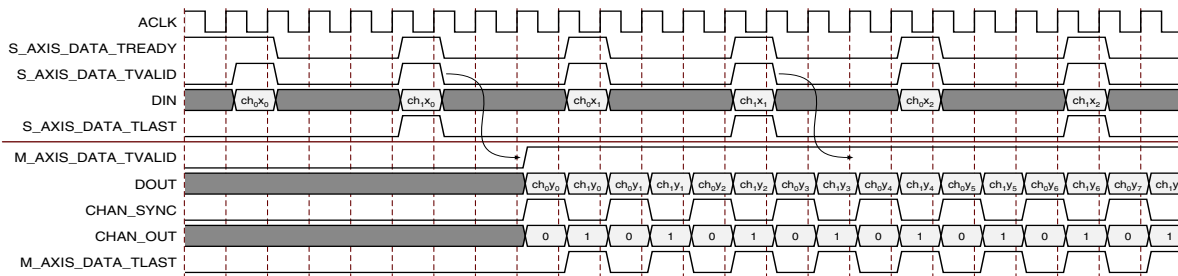 ACLK
S_AXIS_DATA_TREADY
S_AXIS_DATA_TVALID
DIN ch0x0 ch1x0 ch0x1 ch1x1 ch0x2 ch1x2
S_AXIS_DATA_TLAST
M_AXIS_DATA_TVALID
DOUT ch0y0 ch1y0 ch0y1 ch1y1 ch0y2 ch1y2 ch0y3 ch1y3 ch0y4 ch1y4 ch0y5 ch1y5 ch0y6 ch1y6 ch0y7 ch1y
CHAN_SYNC
CHAN_OUT 0 1 0 1 0 1 0 1 0 1 0 1 0 1 0 1
M_AXIS_DATA_TLAST